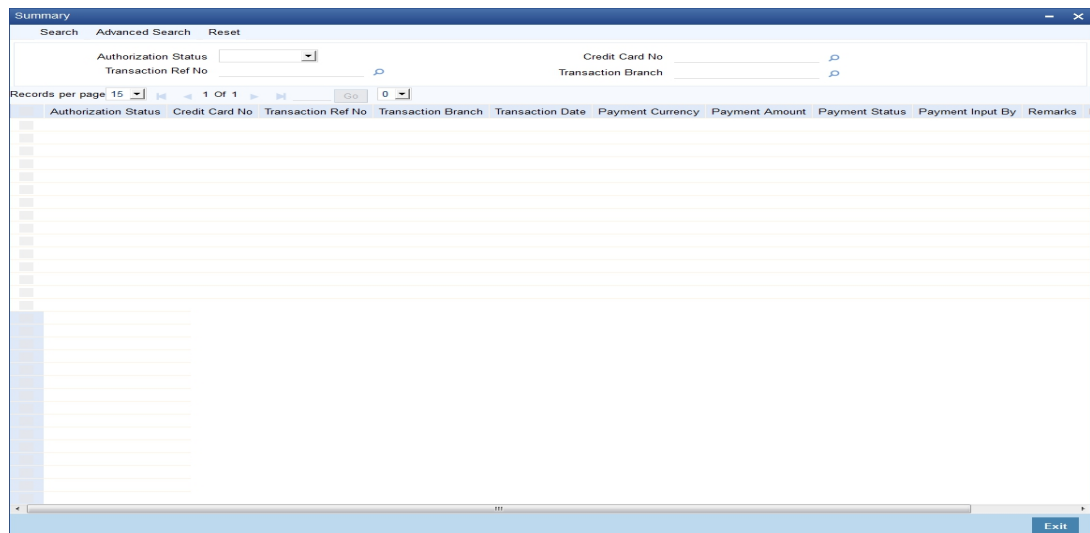 Summary
Search Advanced Search Reset
Authorization Status Credit Card No
Transaction Ref No Transaction Branch
Records per page 15 1 Of 1 Go 0
Authorization Status Credit Card No Transaction Ref No Transaction Branch Transaction Date Payment Currency Payment Amount Payment Status Payment Input By Remarks
Exit